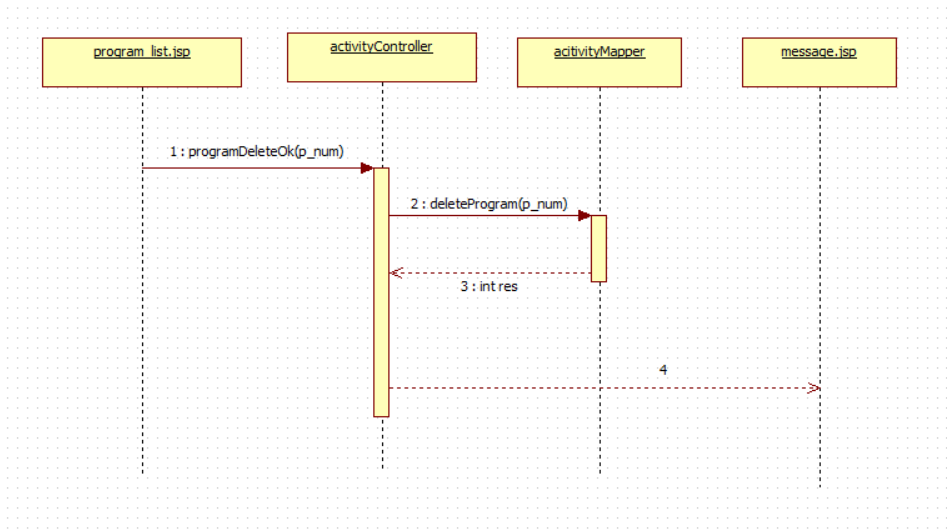 program_list.jsp
activityController
acitivityMapper
message.jsp
1 : programDeleteOk(p_num)
2 : deleteProgram(p_num)
3 : int res
4